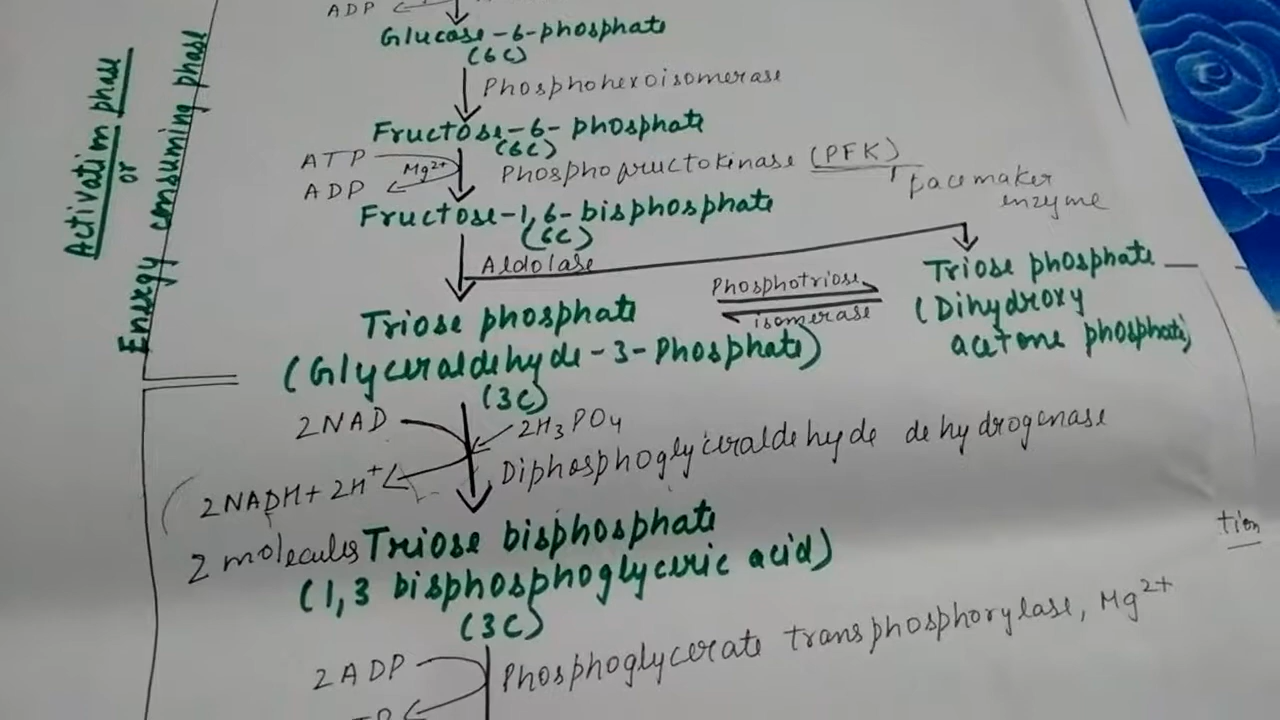 ADP
Glucose-6-phosphate
(6C)
Phosphohexoisomerase
Fructose-6-phosphate
(6C)
ATP
Mg2+
ADP
Phosphofructokinase (PFK)
pacemaker
enzyme
Fructose-1,6-bisphosphate
(6C)
Aldolase
Triose phosphate
(Glyceraldehyde-3-Phosphate)
(3C)
Phosphotriose
isomerase
Triose phosphate
(Dihydroxy
acetone phosphate)
Activation phase
or
Energy consuming phase
2NAD
2H3PO4
2NADH+2H+
Diphosphoglyceraldehyde dehydrogenase
2 molecules Triose bisphosphate
(1,3 bisphosphoglyceric acid)
(3C)
tion
2ADP
Phosphoglycerate transphosphorylase, Mg2+